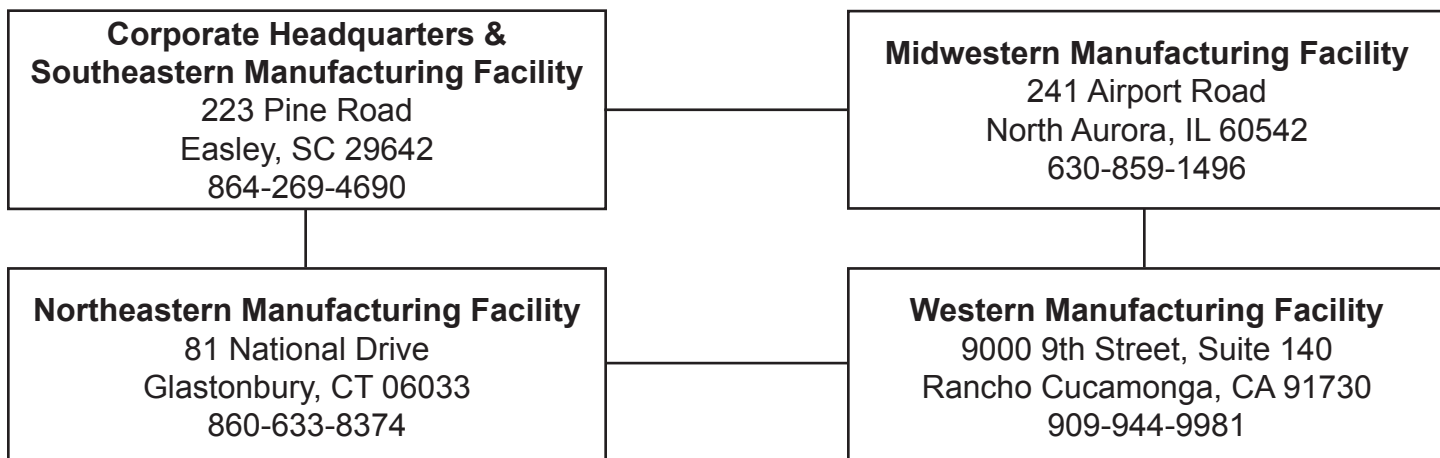 Corporate Headquarters &
Southeastern Manufacturing Facility
223 Pine Road
Easley, SC 29642
864-269-4690
Midwestern Manufacturing Facility
241 Airport Road
North Aurora, IL 60542
630-859-1496
Northeastern Manufacturing Facility
81 National Drive
Glastonbury, CT 06033
860-633-8374
Western Manufacturing Facility
9000 9th Street, Suite 140
Rancho Cucamonga, CA 91730
909-944-9981